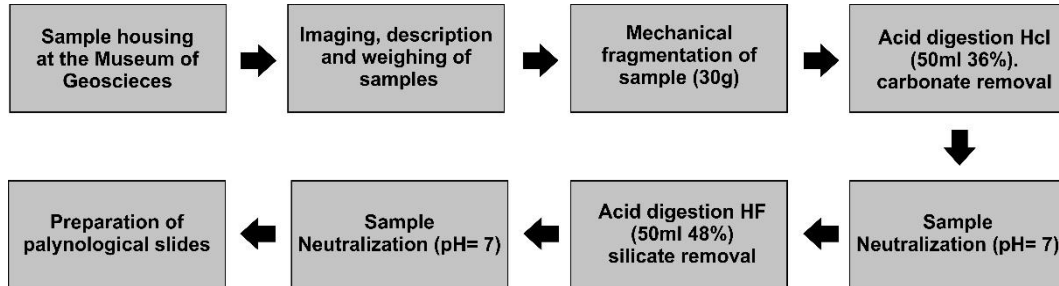 Sample housing
at the Museum of
Geoscieces
Imaging, description
and weighing of
samples
Mechanical
fragmentation of
sample (30g)
Acid digestion Hcl
(50ml 36%).
carbonate removal
Sample
Neutralization (pH= 7)
Acid digestion HF
(50ml 48%)
silicate removal
Sample
Neutralization (pH= 7)
Preparation of
palynological slides